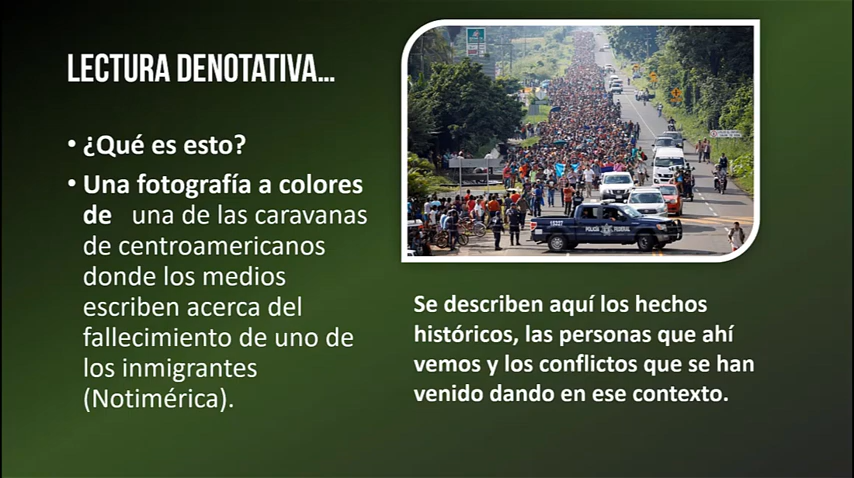 LECTURA DENOTATIVA...
• ¿Qué es esto?
• Una fotografía a colores
de una de las caravanas
de centroamericanos
donde los medios
escriben acerca del
fallecimiento de uno de
los inmigrantes
(Notimérica).
POLICÍA FEDERAL
Se describen aquí los hechos
históricos, las personas que ahí
vemos y los conflictos que se han
venido dando en ese contexto.